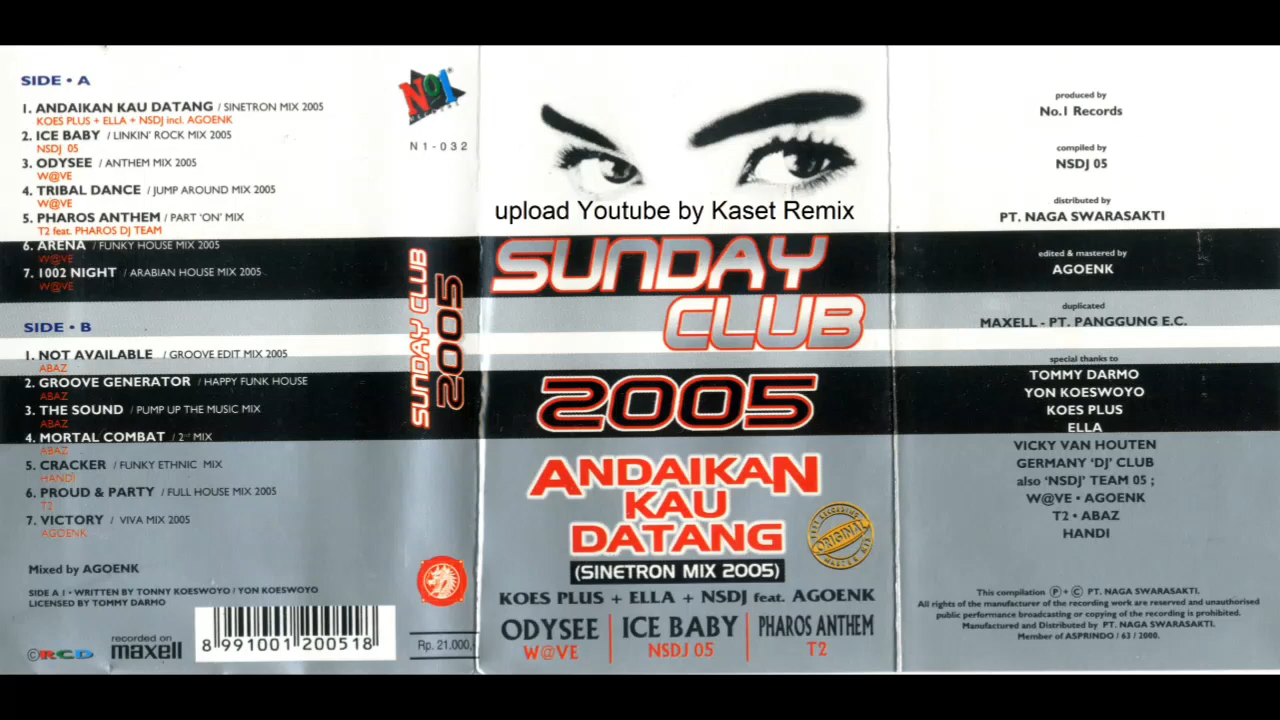 SIDE • A
1. ANDAIKAN KAU DATANG / SINETRON MIX 2005
KOES PLUS + ELLA + NSDJ incl. AGOENK
2. ICE BABY / LINKIN' ROCK MIX 2005
NSDJ 05
3. ODYSEE / ANTHEM MIX 2005
W@VE
4. TRIBAL DANCE / JUMP AROUND MIX 2005
W@VE
5. PHAROS ANTHEM / PART 'ON' MIX
T2 feat. PHAROS DJ TEAM
6. ARENA / FUNKY HOUSE MIX 2005
W@VE
7. 1002 NIGHT / ARABIAN HOUSE MIX 2005
W@VE
SIDE • B
1. NOT AVAILABLE / GROOVE EDIT MIX 2005
ABAZ
2. GROOVE GENERATOR / HAPPY FUNK HOUSE
ABAZ
3. THE SOUND / PUMP UP THE MUSIC MIX
ABAZ
4. MORTAL COMBAT / 2nd MIX
ABAZ
5. CRACKER / FUNKY ETHNIC MIX
HANDI
6. PROUD & PARTY / FULL HOUSE MIX 2005
T2
7. VICTORY / VIVA MIX 2005
AGOENK
Mixed by AGOENK
SIDE A 1 • WRITTEN BY TONNY KOESWOYO / YON KOESWOYO
LICENSED BY TOMMY DARMO
©RCD
recorded on
maxell
8 991001 200518
No1
N1-032
SUNDAY CLUB
2005
Rp. 21.000,-
upload Youtube by Kaset Remix
SUNDAY
CLUB
2005
ANDAIKAN
KAU
DATANG
(SINETRON MIX 2005)
ORIGINAL
KOES PLUS + ELLA + NSDJ feat. AGOENK
ODYSEE
W@VE
ICE BABY
NSDJ 05
PHAROS ANTHEM
T2
produced by
No.1 Records
compiled by
NSDJ 05
distributed by
PT. NAGA SWARASAKTI
edited & mastered by
AGOENK
duplicated
MAXELL - PT. PANGGUNG E.C.
special thanks to
TOMMY DARMO
YON KOESWOYO
KOES PLUS
ELLA
VICKY VAN HOUTEN
GERMANY 'DJ' CLUB
also 'NSDJ' TEAM 05 ;
W@VE • AGOENK
T2 • ABAZ
HANDI
This compilation Ⓟ + Ⓒ PT. NAGA SWARASAKTI.
All rights of the manufacturer of the recording work are reserved and unauthorised
public performance broadcasting or copying of the recording is prohibited.
Manufactured and Distributed by PT. NAGA SWARASAKTI.
Member of ASPRINDO / 63 / 2000.